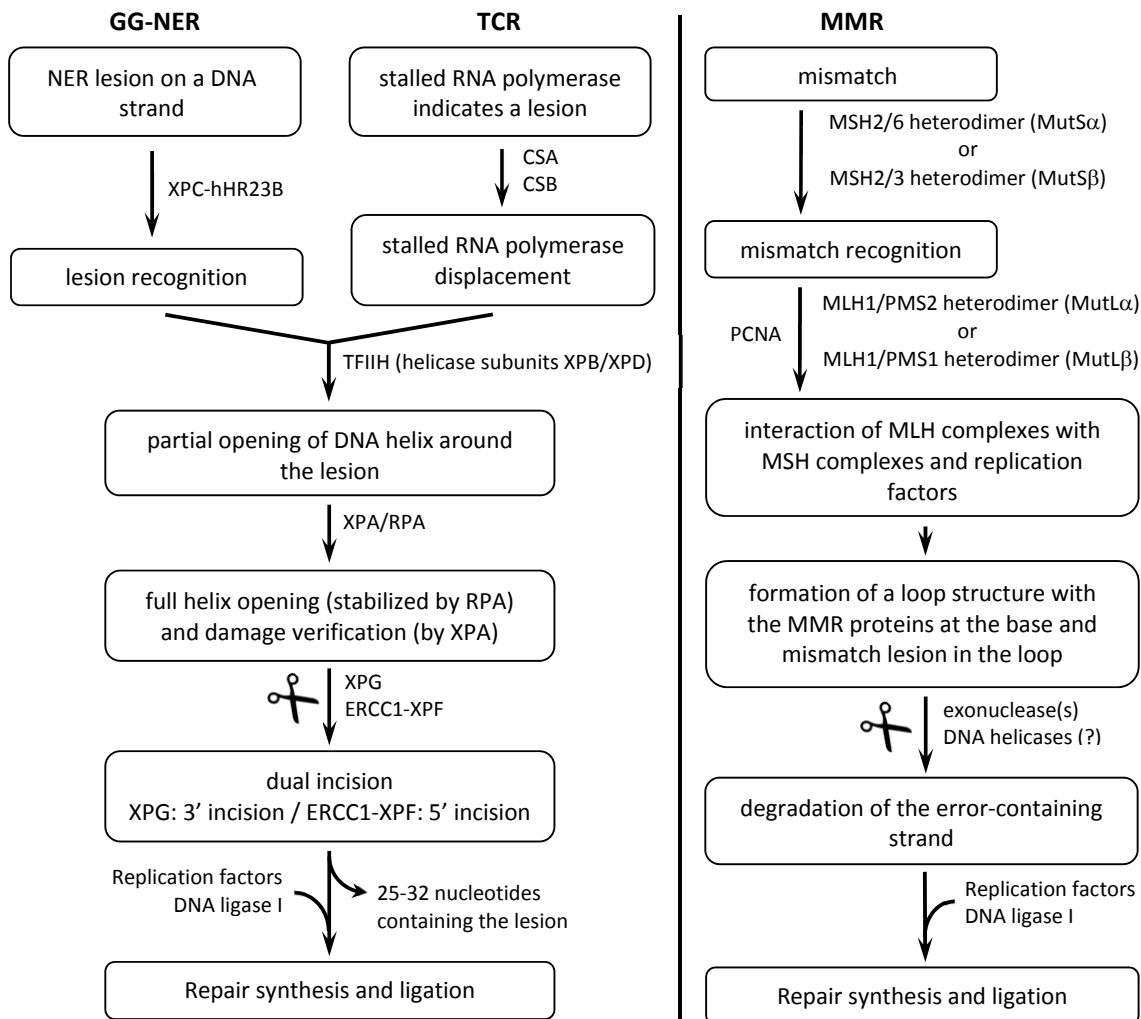 GG-NER
TCR
NER lesion on a DNA
strand
stalled RNA polymerase
indicates a lesion
XPC-hHR23B
CSA
CSB
lesion recognition
stalled RNA polymerase
displacement
TFIIH (helicase subunits XPB/XPD)
partial opening of DNA helix around
the lesion
XPA/RPA
full helix opening (stabilized by RPA)
and damage verification (by XPA)
XPG
ERCC1-XPF
dual incision
XPG: 3’ incision / ERCC1-XPF: 5’ incision
Replication factors
DNA ligase I
25-32 nucleotides
containing the lesion
Repair synthesis and ligation
MMR
mismatch
MSH2/6 heterodimer (MutSα)
or
MSH2/3 heterodimer (MutSβ)
mismatch recognition
PCNA
MLH1/PMS2 heterodimer (MutLα)
or
MLH1/PMS1 heterodimer (MutLβ)
interaction of MLH complexes with
MSH complexes and replication
factors
formation of a loop structure with
the MMR proteins at the base and
mismatch lesion in the loop
exonuclease(s)
DNA helicases (?)
degradation of the error-containing
strand
Replication factors
DNA ligase I
Repair synthesis and ligation